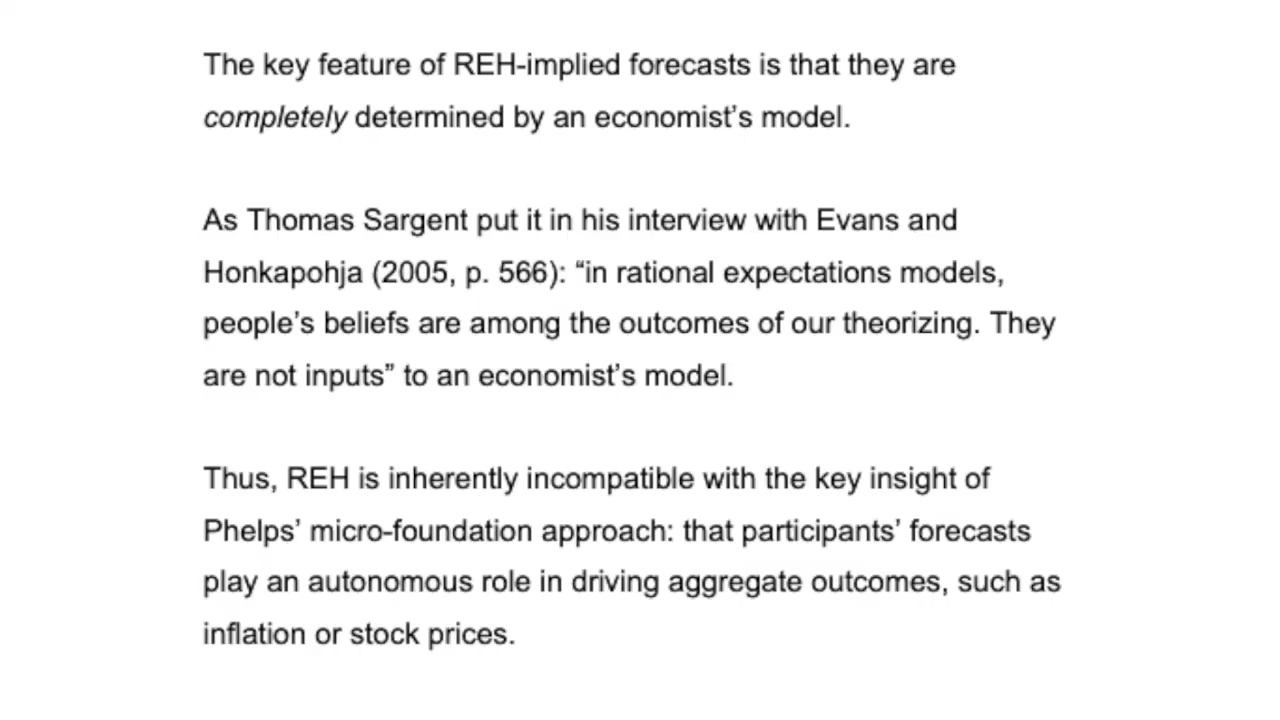 The key feature of REH-implied forecasts is that they are
completely determined by an economist’s model.
As Thomas Sargent put it in his interview with Evans and
Honkapohja (2005, p. 566): “in rational expectations models,
people’s beliefs are among the outcomes of our theorizing. They
are not inputs” to an economist’s model.
Thus, REH is inherently incompatible with the key insight of
Phelps’ micro-foundation approach: that participants’ forecasts
play an autonomous role in driving aggregate outcomes, such as
inflation or stock prices.